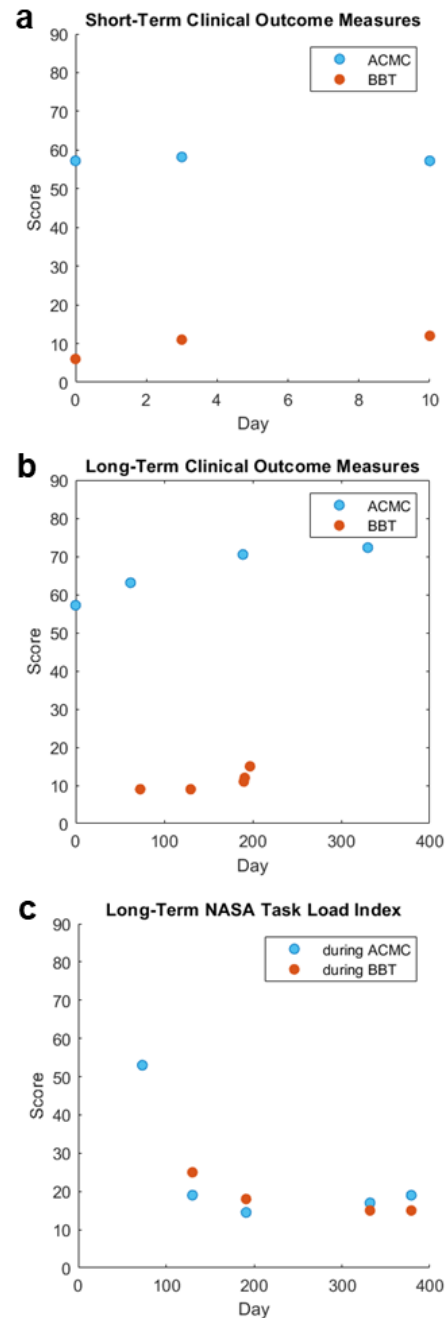 a
Short-Term Clinical Outcome Measures
90
80
70
60
50
40
30
20
10
0
Score
ACMC
BBT
0 2 4 6 8 10
Day
b
Long-Term Clinical Outcome Measures
90
80
70
60
50
40
30
20
10
0
Score
ACMC
BBT
0 100 200 300 400
Day
c
Long-Term NASA Task Load Index
90
80
70
60
50
40
30
20
10
0
Score
during ACMC
during BBT
0 100 200 300 400
Day